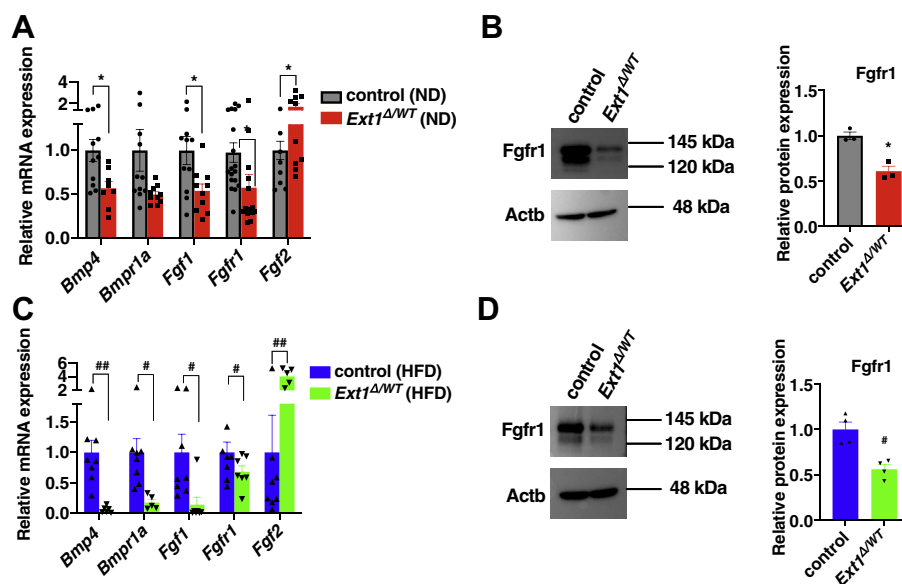 A
Relative mRNA expression
2
1
1.0
0.5
0.0
*
*
*
*
Bmp4
Bmpr1a
Fgf1
Fgfr1
Fgf2
control (ND)
Ext1Δ/WT (ND)
B
control
Ext1Δ/WT
Fgfr1
145 kDa
120 kDa
Actb
48 kDa
Fgfr1
Relative protein expression
1.5
1.0
0.5
0.0
*
control
Ext1Δ/WT
C
Relative mRNA expression
6
4
2
1.0
0.5
0.0
##
#
#
#
##
Bmp4
Bmpr1a
Fgf1
Fgfr1
Fgf2
control (HFD)
Ext1Δ/WT (HFD)
D
control
Ext1Δ/WT
Fgfr1
145 kDa
120 kDa
Actb
48 kDa
Fgfr1
Relative protein expression
1.5
1.0
0.5
0.0
#
control
Ext1Δ/WT